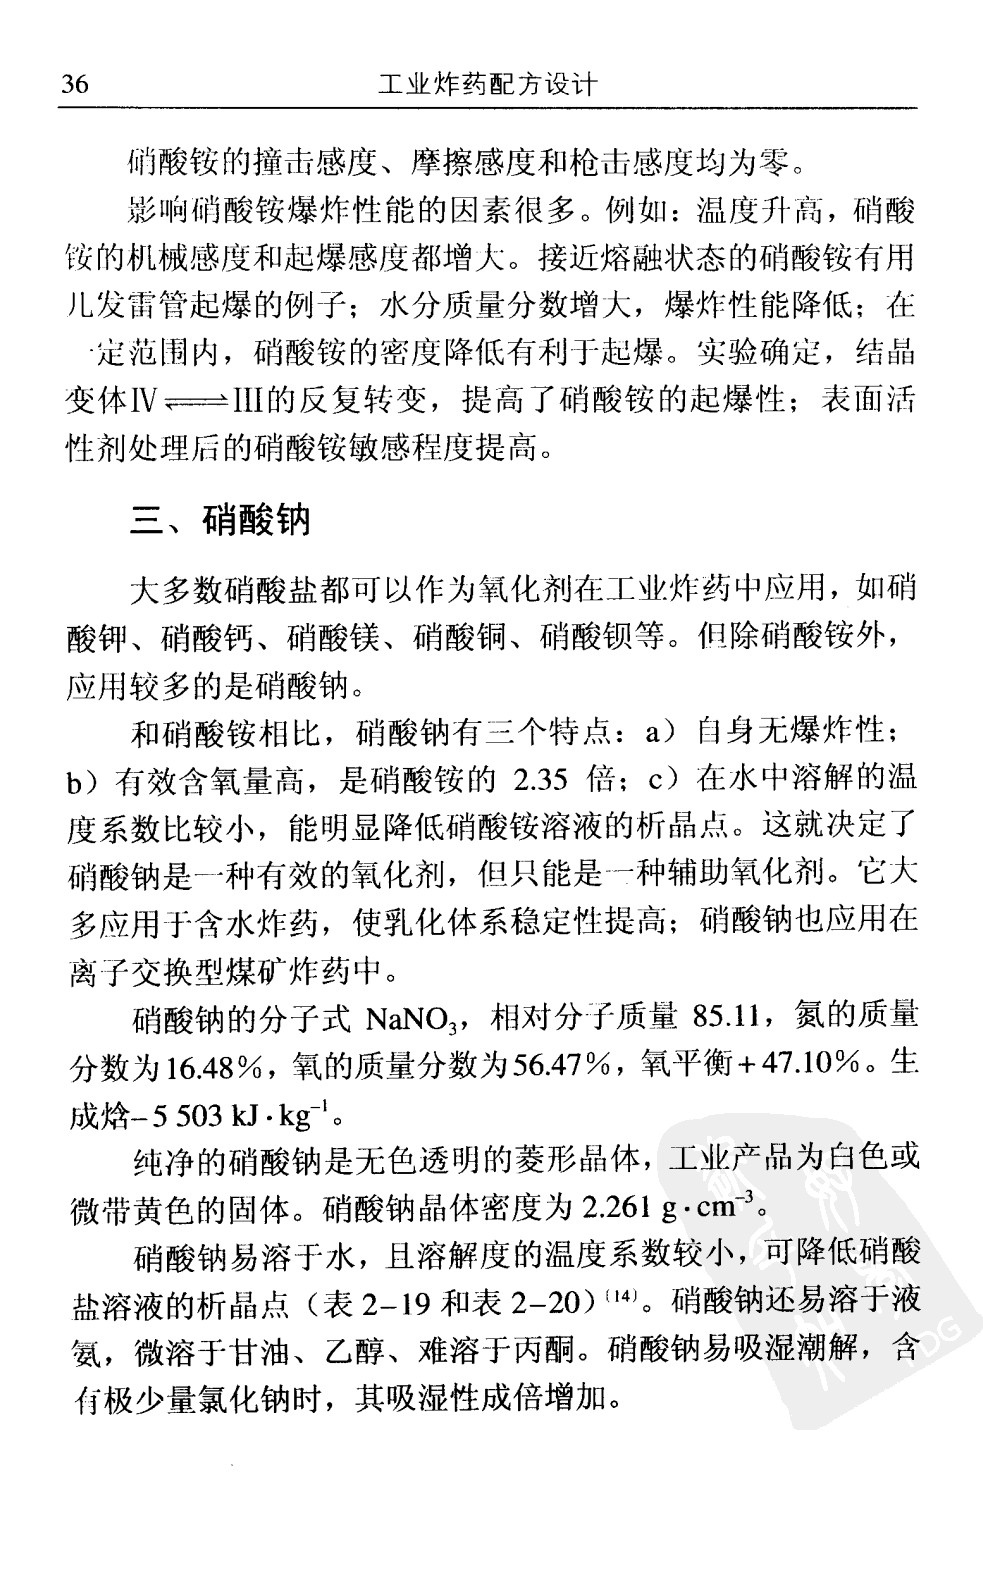 36
工业炸药配方设计
硝酸铵的撞击感度、摩擦感度和枪击感度均为零。
影响硝酸铵爆炸性能的因素很多。例如：温度升高，硝酸
铵的机械感度和起爆感度都增大。接近熔融状态的硝酸铵有用
几发雷管起爆的例子；水分质量分数增大，爆炸性能降低；在
一定范围内，硝酸铵的密度降低有利于起爆。实验确定，结晶
变体Ⅳ⇌Ⅲ的反复转变，提高了硝酸铵的起爆性；表面活
性剂处理后的硝酸铵敏感程度提高。
三、硝酸钠
大多数硝酸盐都可以作为氧化剂在工业炸药中应用，如硝
酸钾、硝酸钙、硝酸镁、硝酸铜、硝酸钡等。但除硝酸铵外，
应用较多的是硝酸钠。
和硝酸铵相比，硝酸钠有三个特点：a）自身无爆炸性；
b）有效含氧量高，是硝酸铵的 2.35 倍；c）在水中溶解的温
度系数比较小，能明显降低硝酸铵溶液的析晶点。这就决定了
硝酸钠是一种有效的氧化剂，但只能是一种辅助氧化剂。它大
多应用于含水炸药，使乳化体系稳定性提高；硝酸钠也应用在
离子交换型煤矿炸药中。
硝酸钠的分子式 NaNO₃，相对分子质量 85.11，氮的质量
分数为16.48%，氧的质量分数为56.47%，氧平衡+47.10%。生
成焓–5 503 kJ·kg⁻¹。
纯净的硝酸钠是无色透明的菱形晶体，工业产品为白色或
微带黄色的固体。硝酸钠晶体密度为 2.261 g·cm⁻³。
硝酸钠易溶于水，且溶解度的温度系数较小，可降低硝酸
盐溶液的析晶点（表 2–19 和表 2–20）〔14〕。硝酸钠还易溶于液
氨，微溶于甘油、乙醇、难溶于丙酮。硝酸钠易吸湿潮解，含
有极少量氯化钠时，其吸湿性成倍增加。
PDG